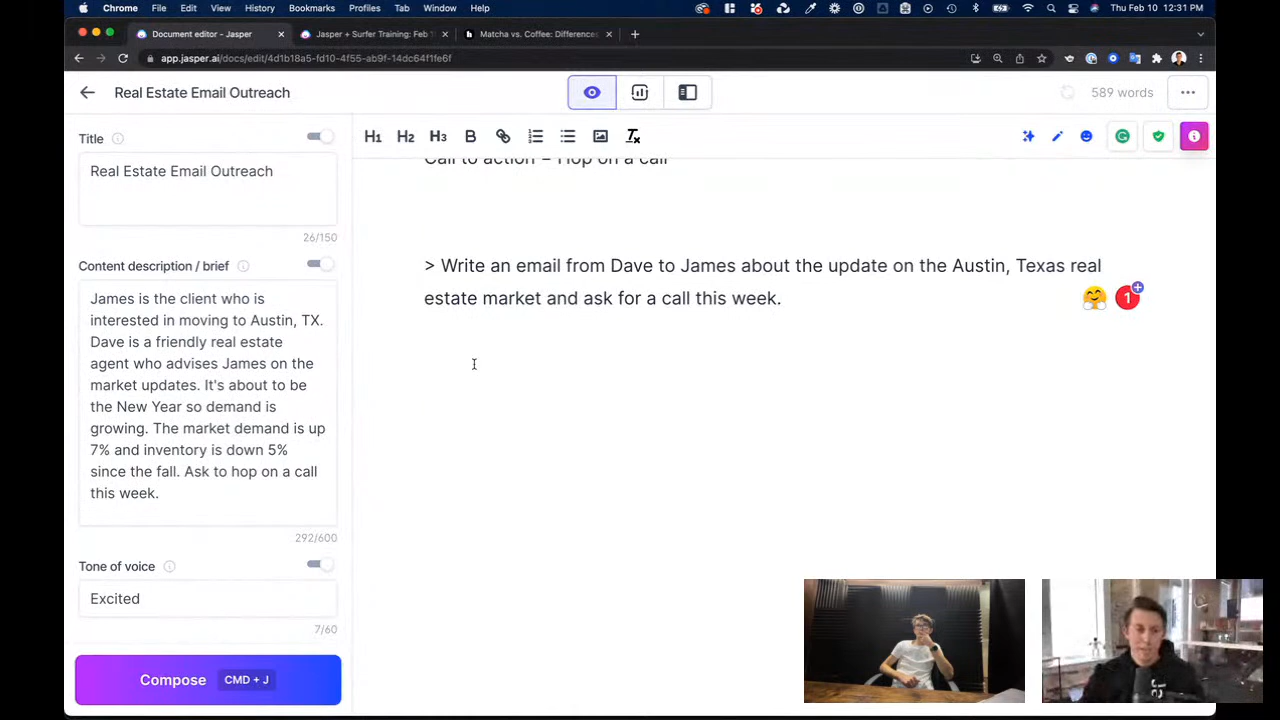 Chrome File Edit View History Bookmarks Profiles Tab Window Help Thu Feb 10 12:31 PM
Document editor - Jasper
Jasper + Surfer Training: Feb 1
Matcha vs. Coffee: Differences
app.jasper.ai/docs/edit/4d1b18a5-fd10-4f55-ab9f-14dc64f1fe6f
Real Estate Email Outreach
589 words
H1 H2 H3 B
Title
Real Estate Email Outreach
26/150
Content description / brief
James is the client who is
interested in moving to Austin, TX.
Dave is a friendly real estate
agent who advises James on the
market updates. It's about to be
the New Year so demand is
growing. The market demand is up
7% and inventory is down 5%
since the fall. Ask to hop on a call
this week.
292/600
Tone of voice
Excited
7/60
Compose CMD + J
Call to action = Hop on a call
> Write an email from Dave to James about the update on the Austin, Texas real
estate market and ask for a call this week.
1